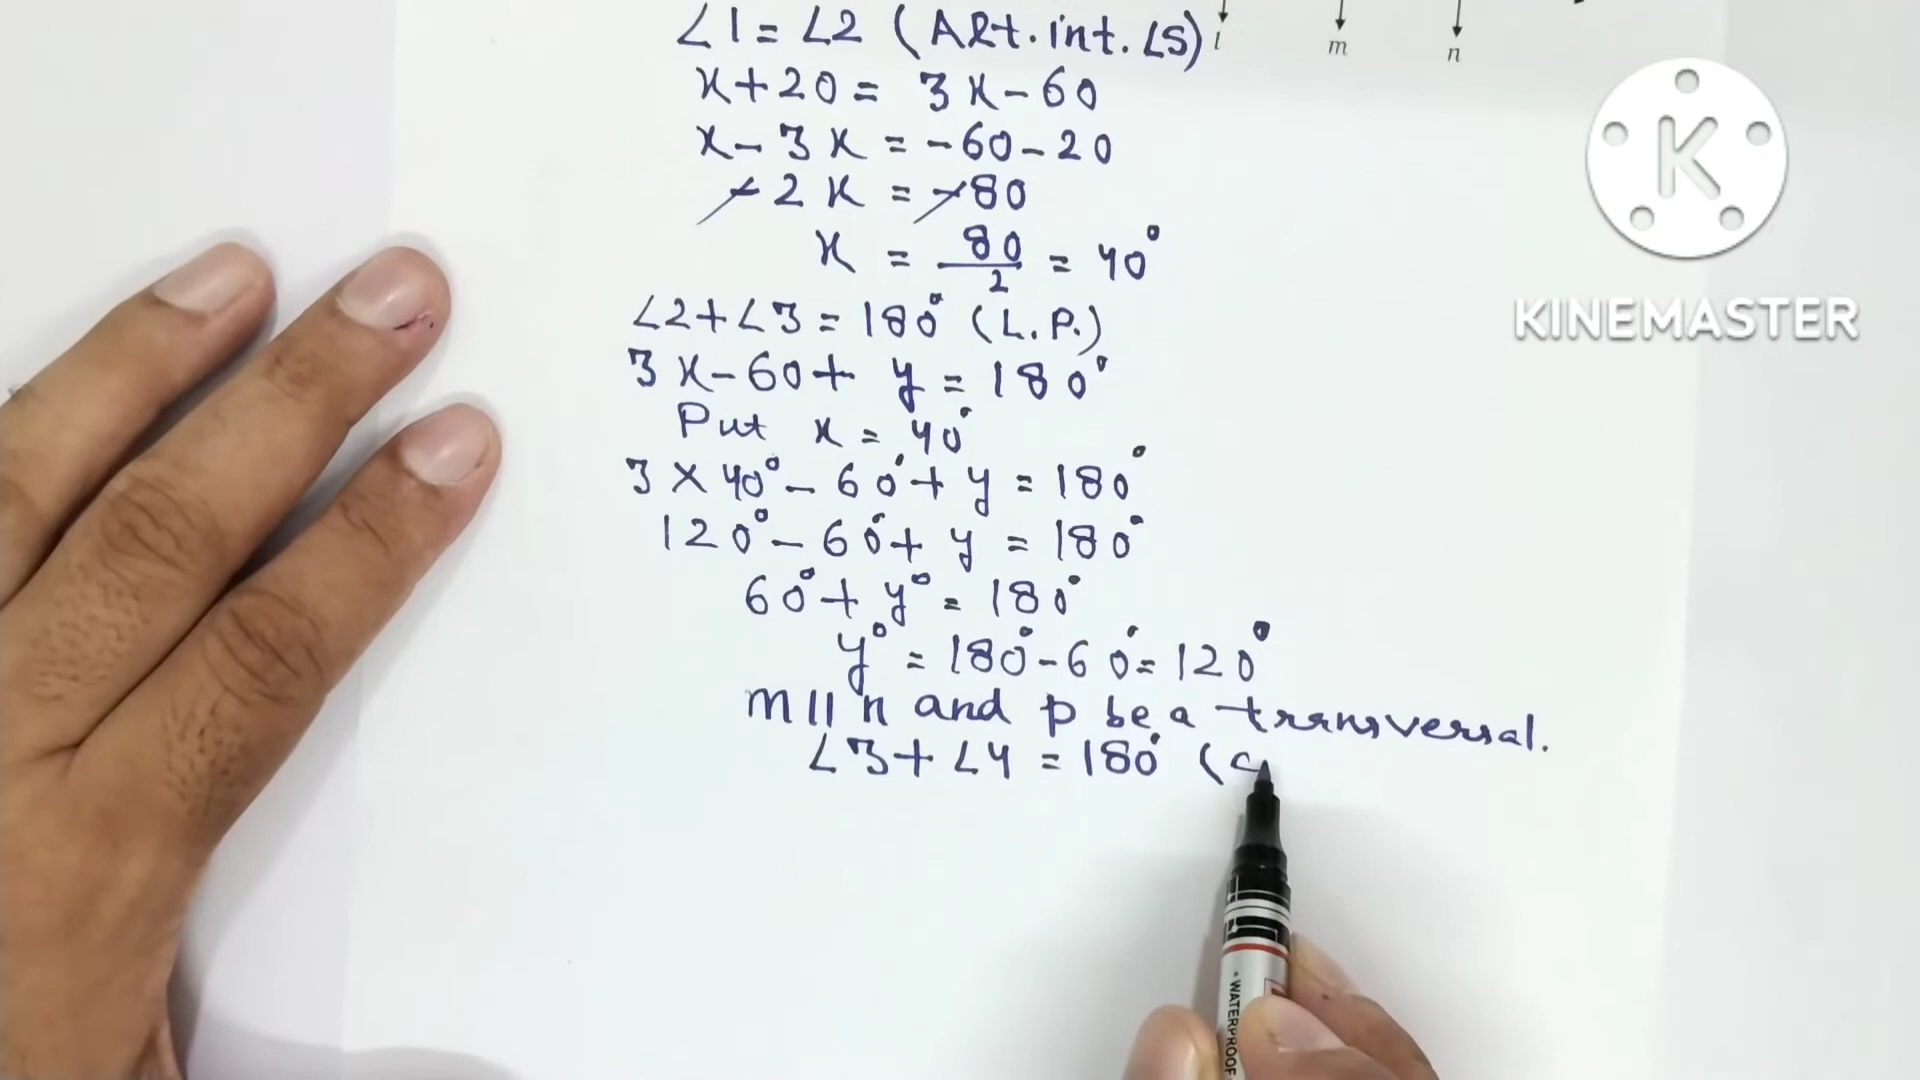 ∠1 = ∠2 (Alt. int. ∠S)
l m n
x + 20 = 3x - 60
x - 3x = -60 - 20
-2x = -80
x = 80/2 = 40°
∠2 + ∠3 = 180° (L.P.)
3x - 60 + y = 180°
Put x = 40°
3 × 40° - 60° + y = 180°
120° - 60° + y = 180°
60° + y° = 180°
y° = 180° - 60° = 120°
m || n and p be a transversal.
∠3 + ∠4 = 180° (
K
KINEMASTER
WATERPROOF